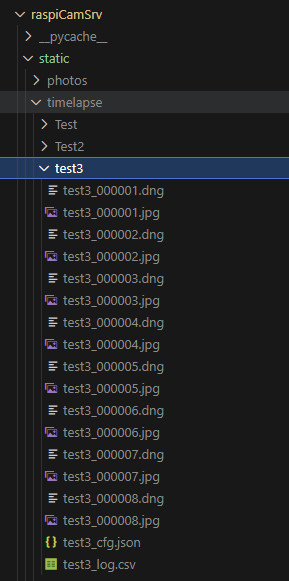 raspiCamSrv
__pycache__
static
photos
timelapse
Test
Test2
test3
test3_000001.dng
test3_000001.jpg
test3_000002.dng
test3_000002.jpg
test3_000003.dng
test3_000003.jpg
test3_000004.dng
test3_000004.jpg
test3_000005.dng
test3_000005.jpg
test3_000006.dng
test3_000006.jpg
test3_000007.dng
test3_000007.jpg
test3_000008.dng
test3_000008.jpg
test3_cfg.json
test3_log.csv